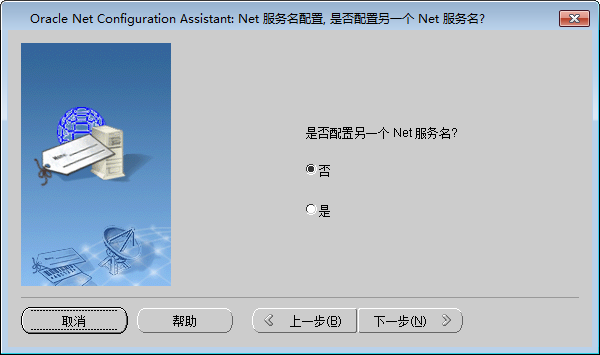 Oracle Net Configuration Assistant: Net 服务名配置, 是否配置另一个 Net 服务名?
是否配置另一个 Net 服务名?
否
是
取消
帮助
上一步(B)
下一步(N)